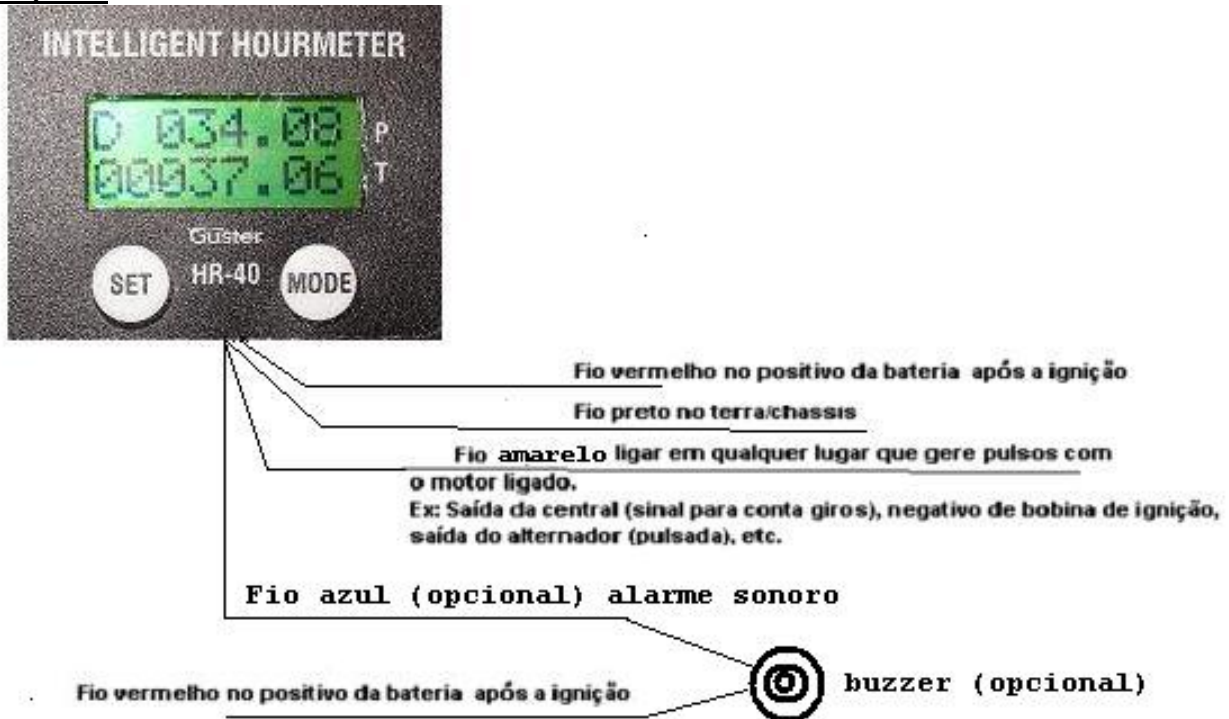 INTELLIGENT HOURMETER
D 034.08 P
00037.06 T
Guster
SET HR-40 MODE
Fio vermelho no positivo da bateria após a ignição
Fio preto no terra/chassis
Fio amarelo ligar em qualquer lugar que gere pulsos com
o motor ligado.
Ex: Saída da central (sinal para conta giros), negativo de bobina de ignição,
saída do alternador (pulsada), etc.
Fio azul (opcional) alarme sonoro
buzzer (opcional)
Fio vermelho no positivo da bateria após a ignição